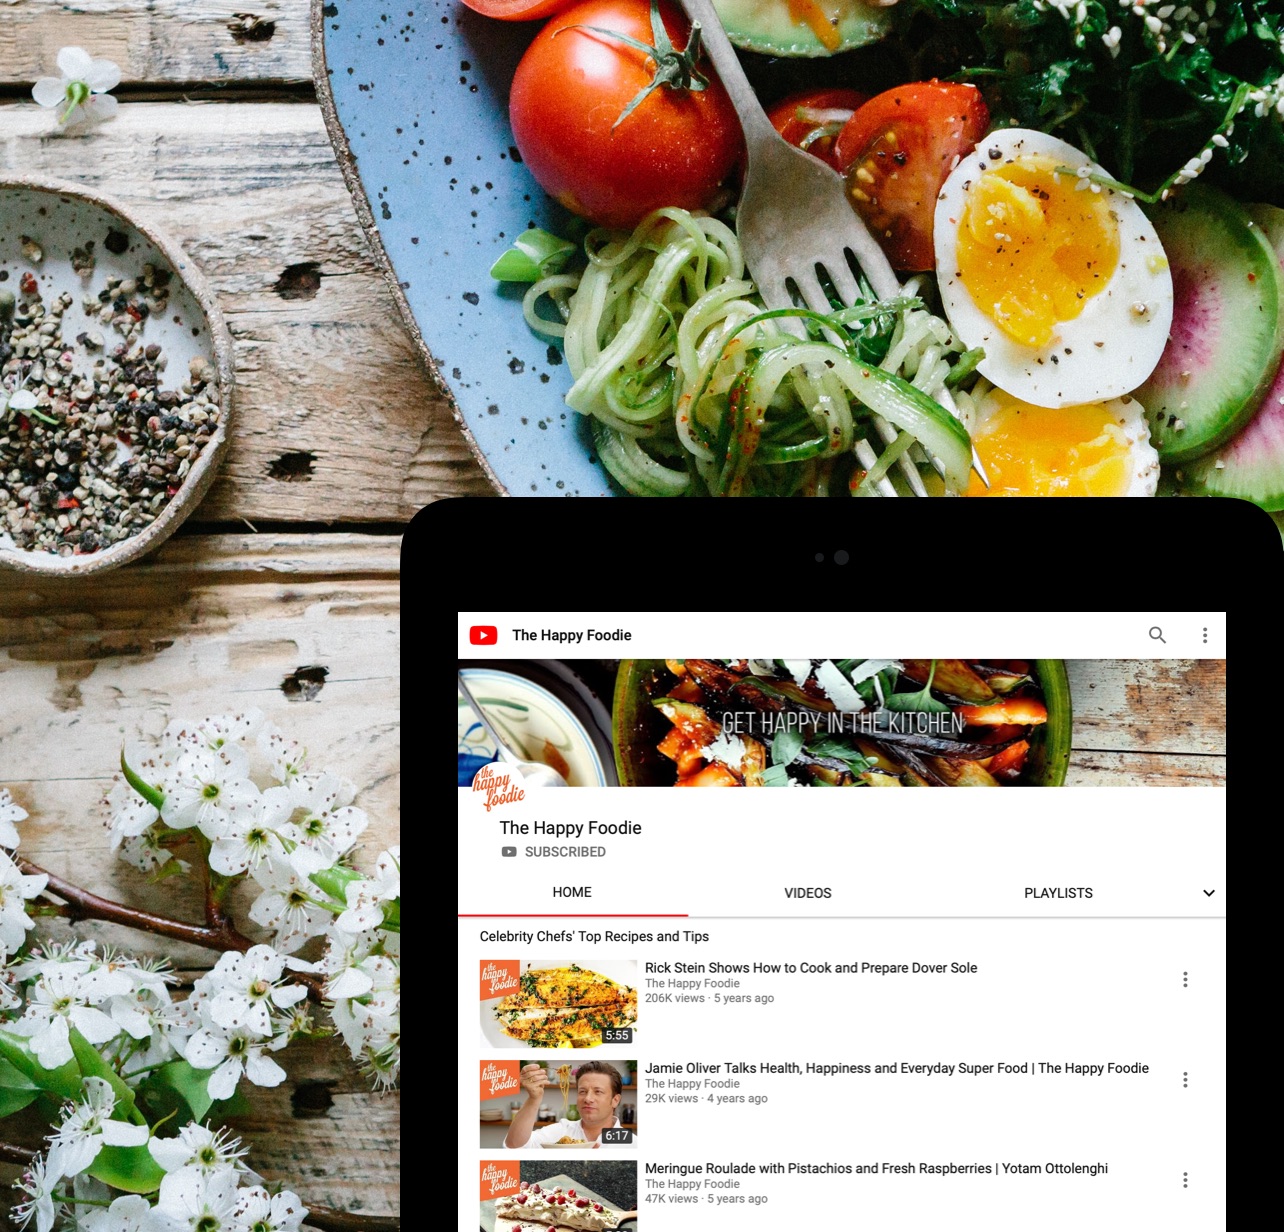 The Happy Foodie
GET HAPPY IN THE KITCHEN
the
happy
foodie
The Happy Foodie
SUBSCRIBED
HOME VIDEOS PLAYLISTS
Celebrity Chefs' Top Recipes and Tips
the
happy
foodie
5:55
Rick Stein Shows How to Cook and Prepare Dover Sole
The Happy Foodie
206K views · 5 years ago
the
happy
foodie
6:17
Jamie Oliver Talks Health, Happiness and Everyday Super Food | The Happy Foodie
The Happy Foodie
29K views · 4 years ago
the
happy
foodie
Meringue Roulade with Pistachios and Fresh Raspberries | Yotam Ottolenghi
The Happy Foodie
47K views · 5 years ago